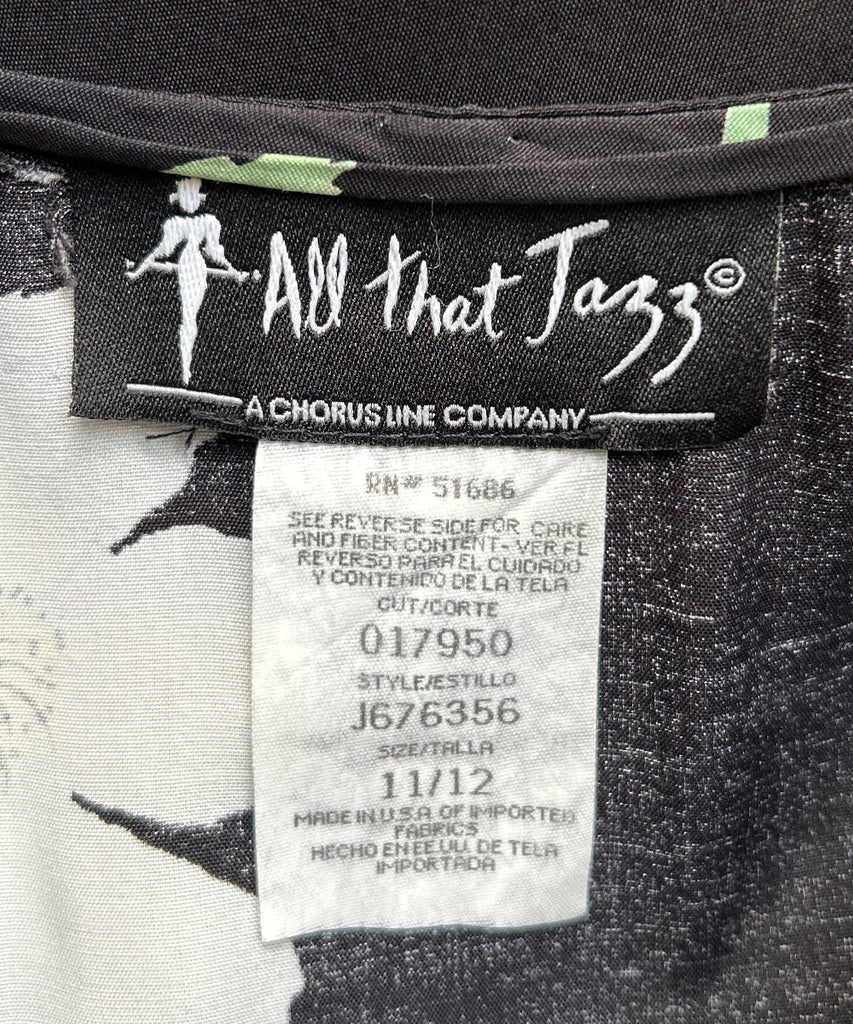 All that Jazz©
A CHORUS LINE COMPANY
RN# 51686
SEE REVERSE SIDE FOR CARE
AND FIBER CONTENT- VER EL
REVERSO PARA EL CUIDADO
Y CONTENIDO DE LA TELA
CUT/CORTE
017950
STYLE/ESTILLO
J676356
SIZE/TALLA
11/12
MADE IN U.S.A. OF IMPORTED
FABRICS
HECHO EN EE.UU. DE TELA
IMPORTADA